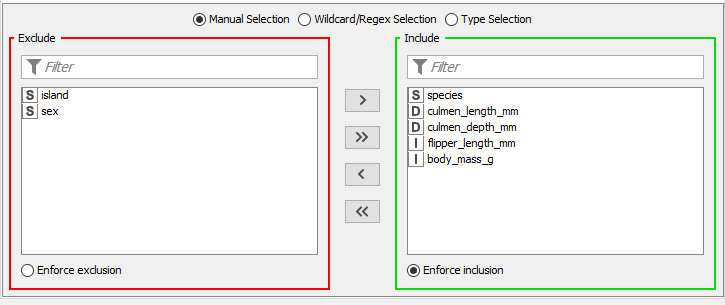 Manual Selection Wildcard/Regex Selection Type Selection
Exclude
Filter
S island
S sex
Enforce exclusion
>
>>
<
<<
Include
Filter
S species
D culmen_length_mm
D culmen_depth_mm
I flipper_length_mm
I body_mass_g
Enforce inclusion